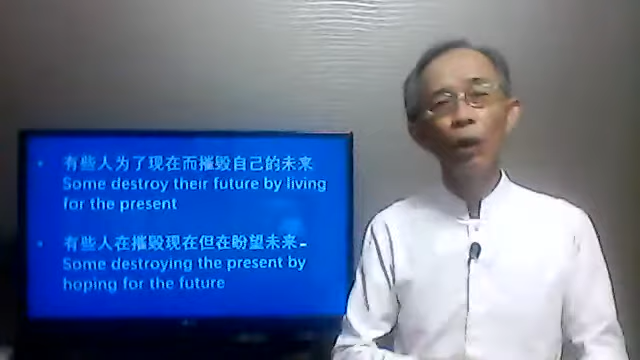 有些人为了现在而摧毁自己的未来
Some destroy their future by living
for the present
有些人在摧毁现在但在盼望未来
Some destroying the present by
hoping for the future